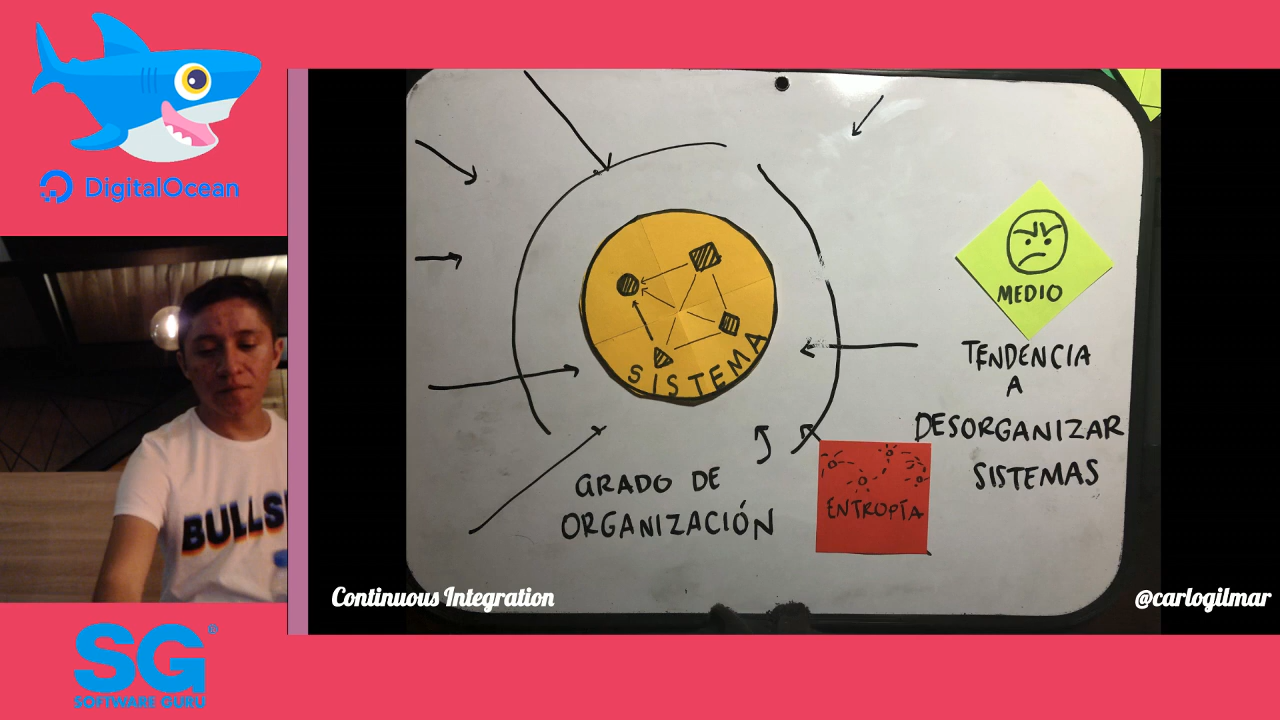 DigitalOcean
BULLS
SISTEMA
MEDIO
TENDENCIA
A
DESORGANIZAR
SISTEMAS
GRADO DE
ORGANIZACIÓN
ENTROPÍA
Continuous Integration
@carlogilmar
SG®
SOFTWARE GURU